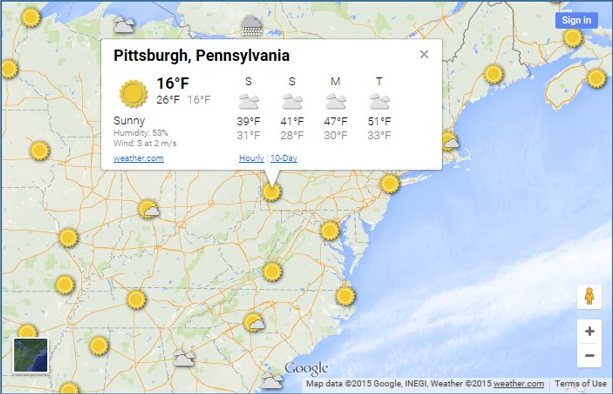 Sign in
Pittsburgh, Pennsylvania
×
16°F
26°F 16°F
Sunny
Humidity: 53%
Wind: S at 2 m/s
weather.com
S S M T
39°F 41°F 47°F 51°F
31°F 28°F 30°F 33°F
Hourly | 10-Day
+
−
Google
Map data ©2015 Google, INEGI, Weather ©2015 weather.com Terms of Use